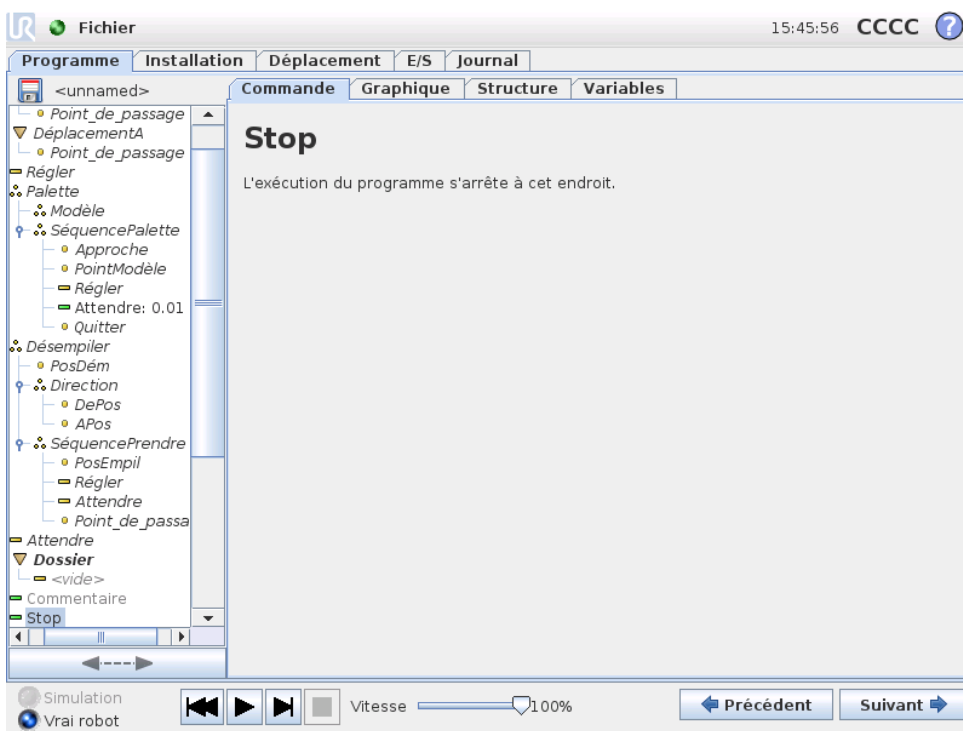 Fichier
15:45:56 CCCC ?
Programme Installation Déplacement E/S Journal
<unnamed>
Commande Graphique Structure Variables
Point_de_passage
DéplacementA
Point_de_passage
Régler
Palette
Modèle
SéquencePalette
Approche
PointModèle
Régler
Attendre: 0.01
Quitter
Désempiler
PosDém
Direction
DePos
APos
SéquencePrendre
PosEmpil
Régler
Attendre
Point_de_passa
Attendre
Dossier
<vide>
Commentaire
Stop
Stop
L'exécution du programme s'arrête à cet endroit.
Simulation
Vrai robot
Vitesse 100%
Précédent Suivant